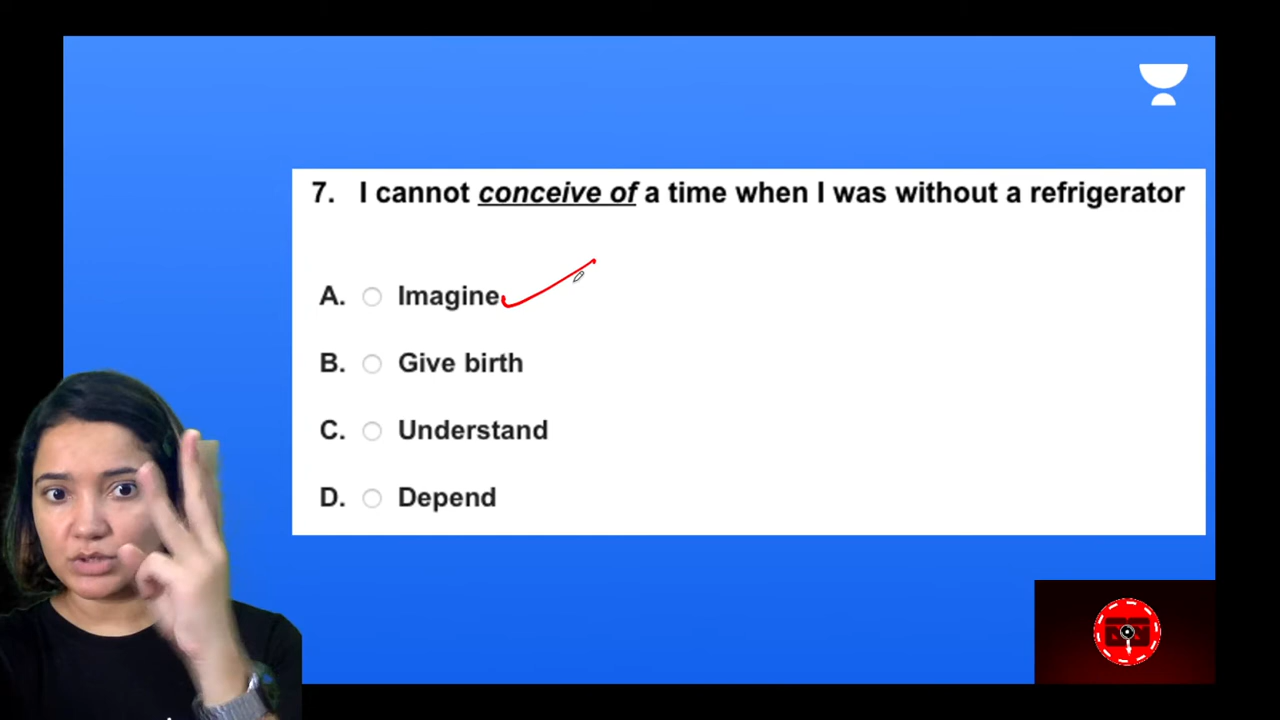 7. I cannot conceive of a time when I was without a refrigerator
A. Imagine
B. Give birth
C. Understand
D. Depend